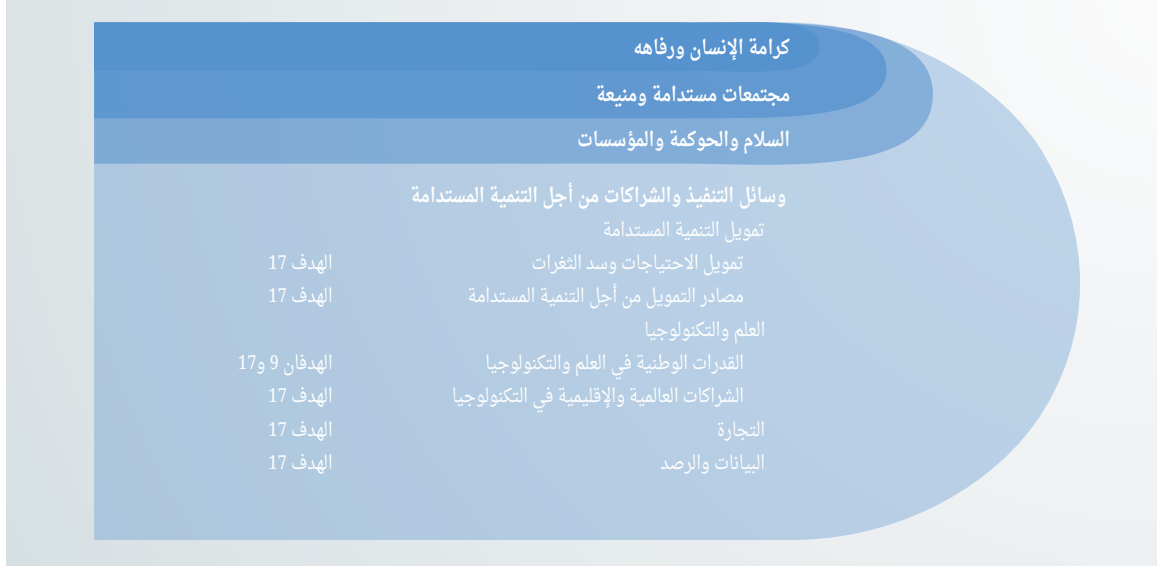 كرامة الإنسان ورفاهه
مجتمعات مستدامة ومنيعة
السلام والحوكمة والمؤسسات
وسائل التنفيذ والشراكات من أجل التنمية المستدامة
تمويل التنمية المستدامة
تمويل الاحتياجات وسد الثغرات الهدف 17
مصادر التمويل من أجل التنمية المستدامة الهدف 17
العلم والتكنولوجيا
القدرات الوطنية في العلم والتكنولوجيا الهدفان 9 و17
الشراكات العالمية والإقليمية في التكنولوجيا الهدف 17
التجارة الهدف 17
البيانات والرصد الهدف 17